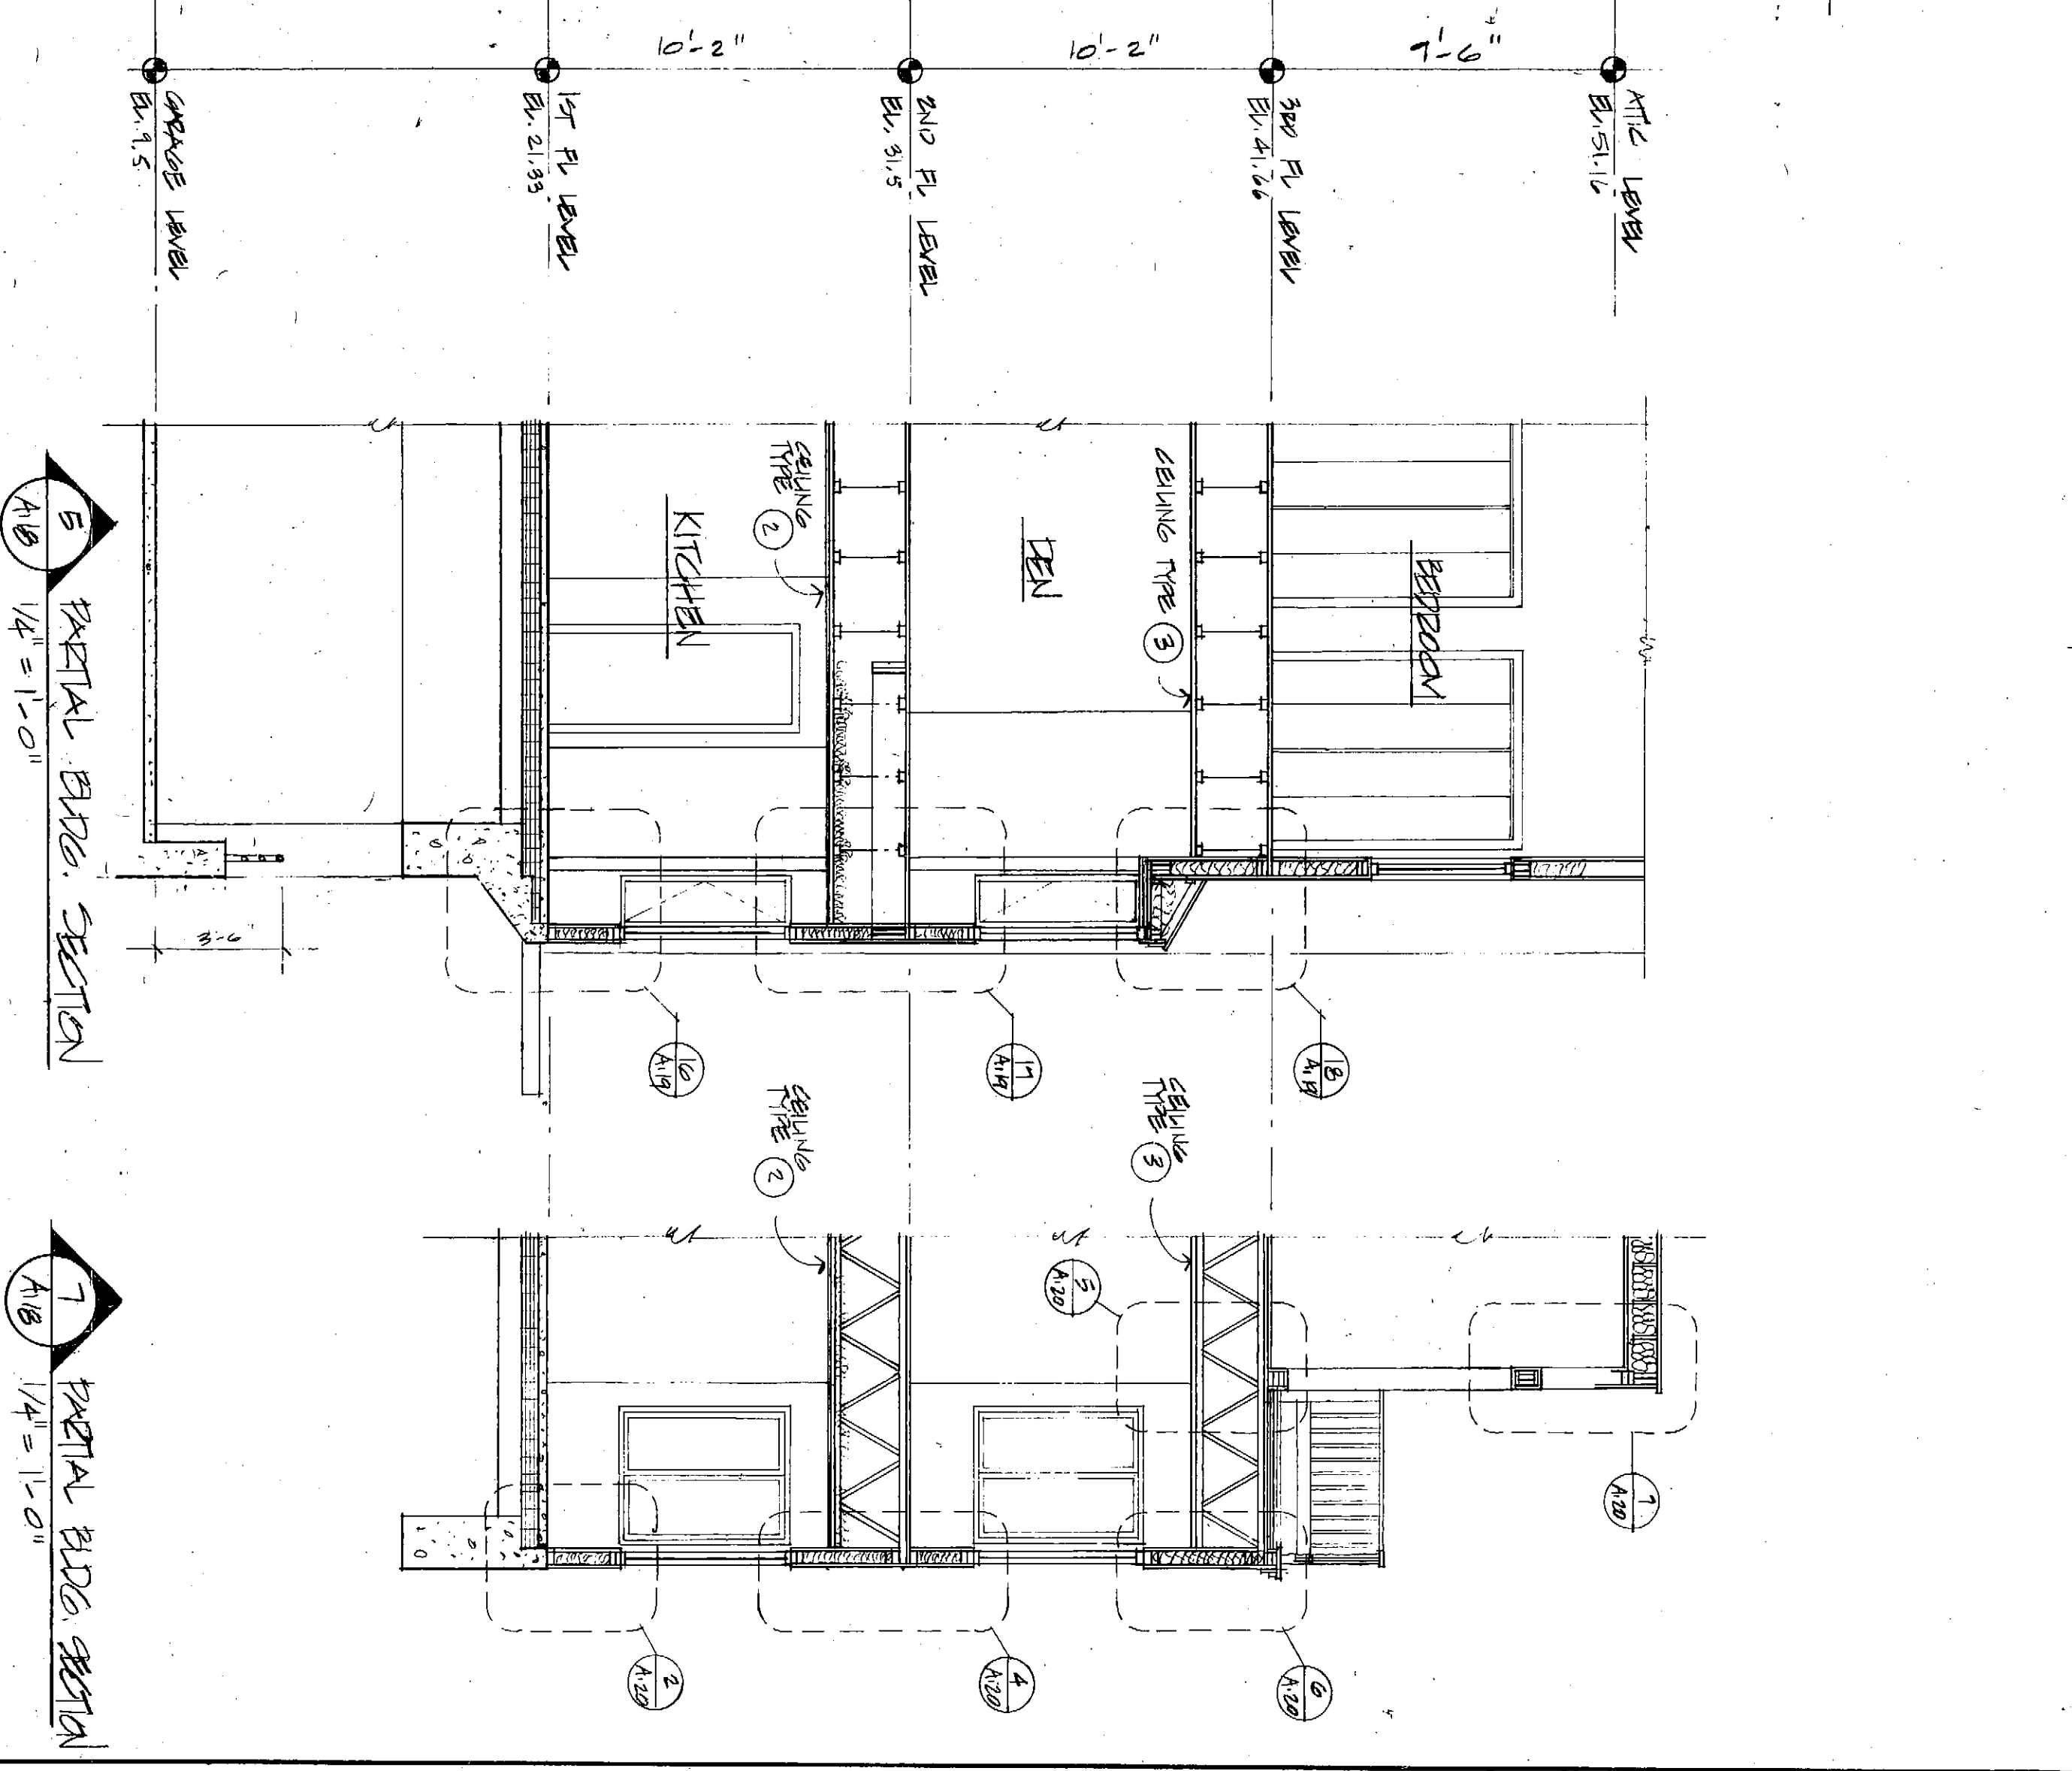 10'-2"
10'-2"
9'-6"
ATTIC LEVEL
EL. 51.16
3RD FL LEVEL
EL. 41.66
2ND FL LEVEL
EL. 31.5
1ST FL LEVEL
EL. 21.33
GARAGE LEVEL
EL. 9.5
BEDROOM
CEILING TYPE 3
DEN
CEILING
TYPE 2
KITCHEN
3-6"
18
A.19
17
A.19
16
A.19
5
A.18
PARTIAL BLDG. SECTION
1/4" = 1'-0"
CEILING
TYPE 3
CEILING
TYPE 2
5
A.20
7
A.20
6
A.20
4
A.20
2
A.20
7
A.18
PARTIAL BLDG. SECTION
1/4" = 1'-0"